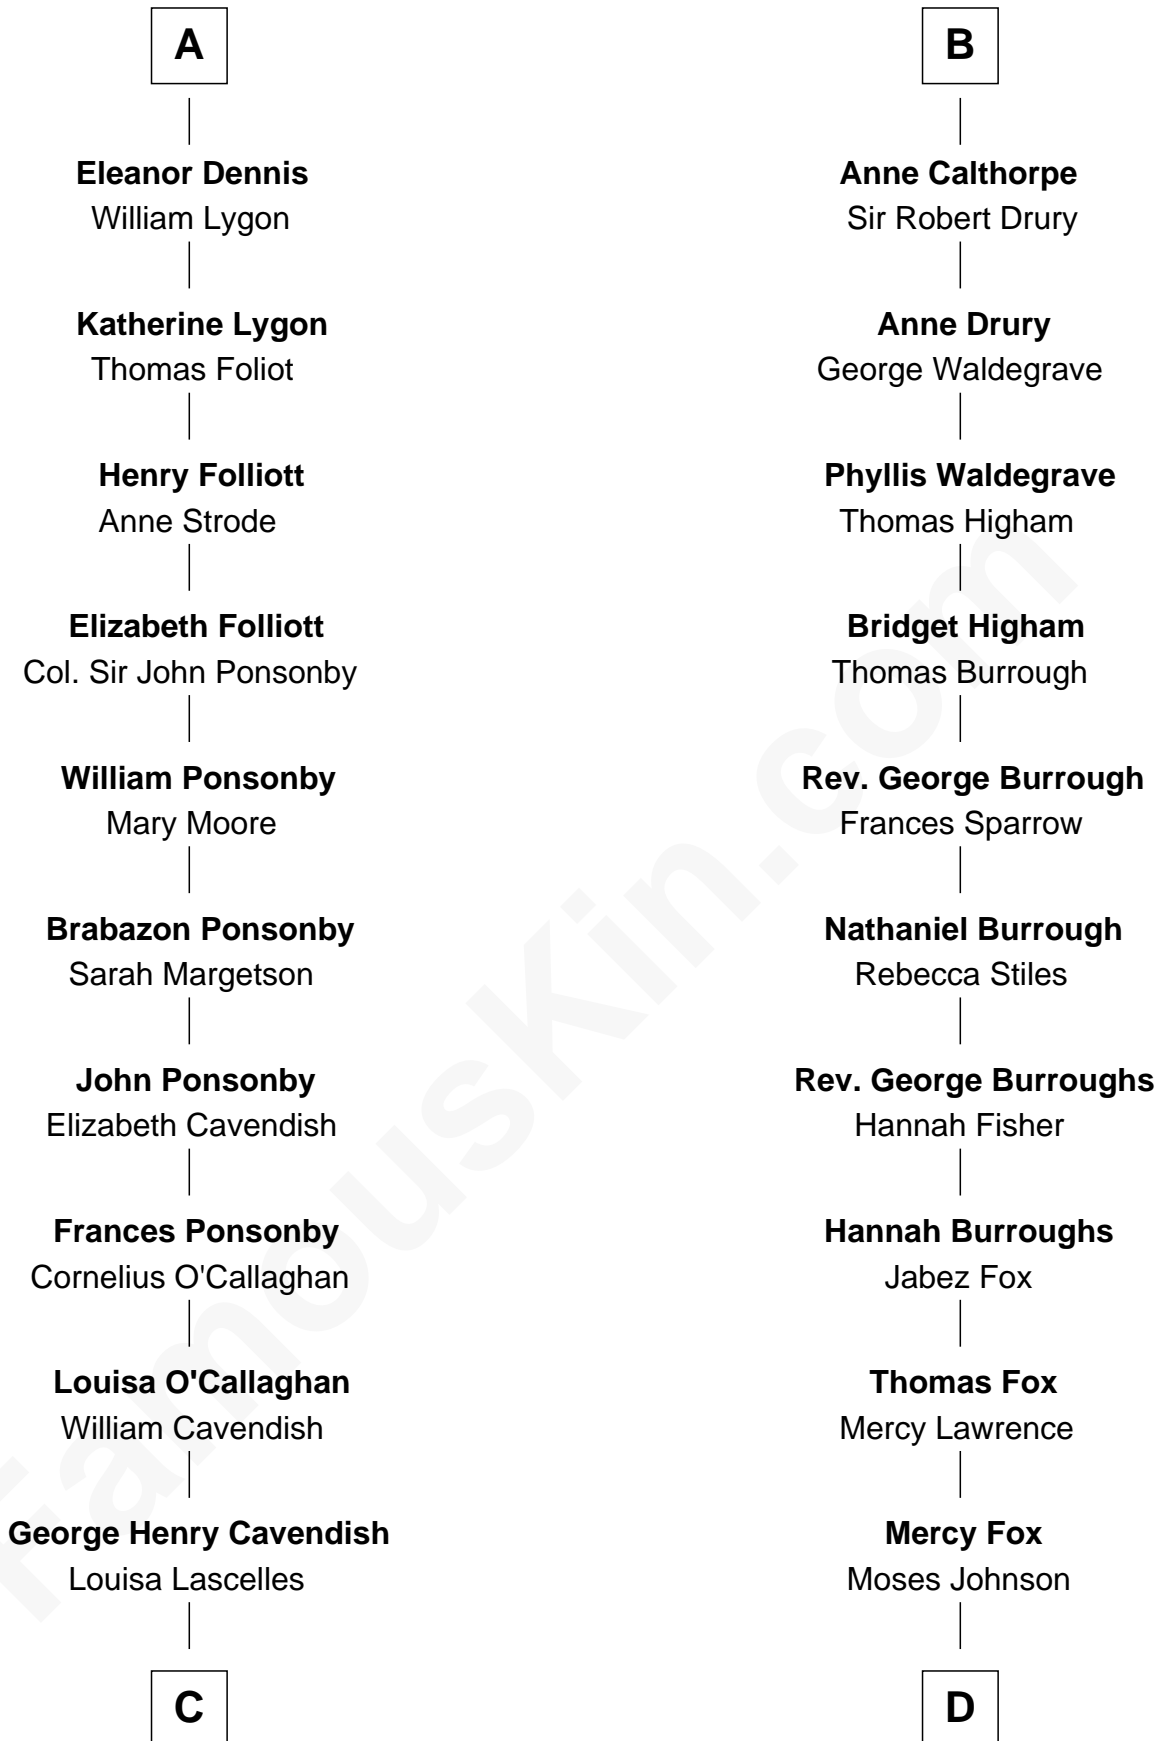 A
Eleanor Dennis
William Lygon
Katherine Lygon
Thomas Foliot
Henry Folliott
Anne Strode
Elizabeth Folliott
Col. Sir John Ponsonby
William Ponsonby
Mary Moore
Brabazon Ponsonby
Sarah Margetson
John Ponsonby
Elizabeth Cavendish
Frances Ponsonby
Cornelius O'Callaghan
Louisa O'Callaghan
William Cavendish
George Henry Cavendish
Louisa Lascelles
C
B
Anne Calthorpe
Sir Robert Drury
Anne Drury
George Waldegrave
Phyllis Waldegrave
Thomas Higham
Bridget Higham
Thomas Burrough
Rev. George Burrough
Frances Sparrow
Nathaniel Burrough
Rebecca Stiles
Rev. George Burroughs
Hannah Fisher
Hannah Burroughs
Jabez Fox
Thomas Fox
Mercy Lawrence
Mercy Fox
Moses Johnson
D
FamousKin.com